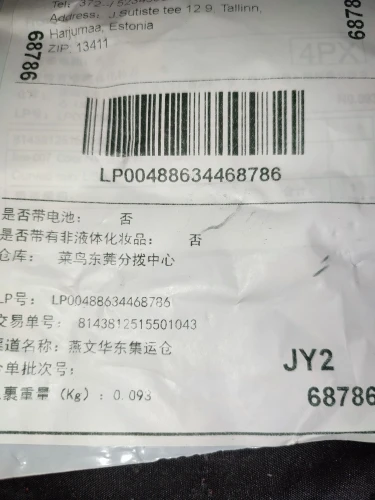 Address: J.Sutiste tee 12 9, Tallinn,
Harjumaa, Estonia
ZIP: 13411
68786
68786
4PX
LP00488634468786
是否带电池： 否
是否带有非液体化妆品： 否
仓库： 菜鸟东莞分拨中心
LP号： LP00488634468786
交易单号： 8143812515501043
渠道名称：燕文华东集运仓
单批次号：
JY2
裹重量（Kg）：0.093
68786